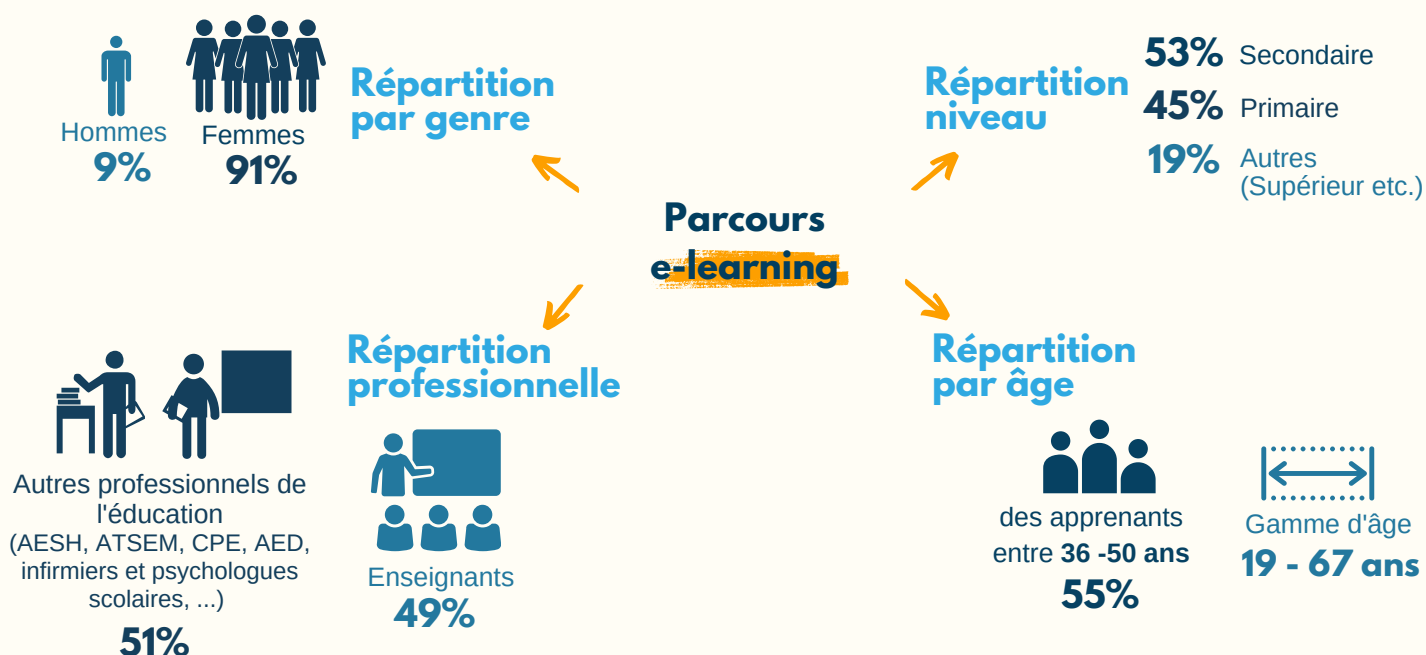 Hommes
9%
Femmes
91%
Répartition
par genre
Répartition
niveau
53% Secondaire
45% Primaire
19% Autres
(Supérieur etc.)
Parcours
e-learning
Autres professionnels de
l'éducation
(AESH, ATSEM, CPE, AED,
infirmiers et psychologues
scolaires, ...)
51%
Répartition
professionnelle
Enseignants
49%
Répartition
par âge
des apprenants
entre 36 -50 ans
55%
Gamme d'âge
19 - 67 ans